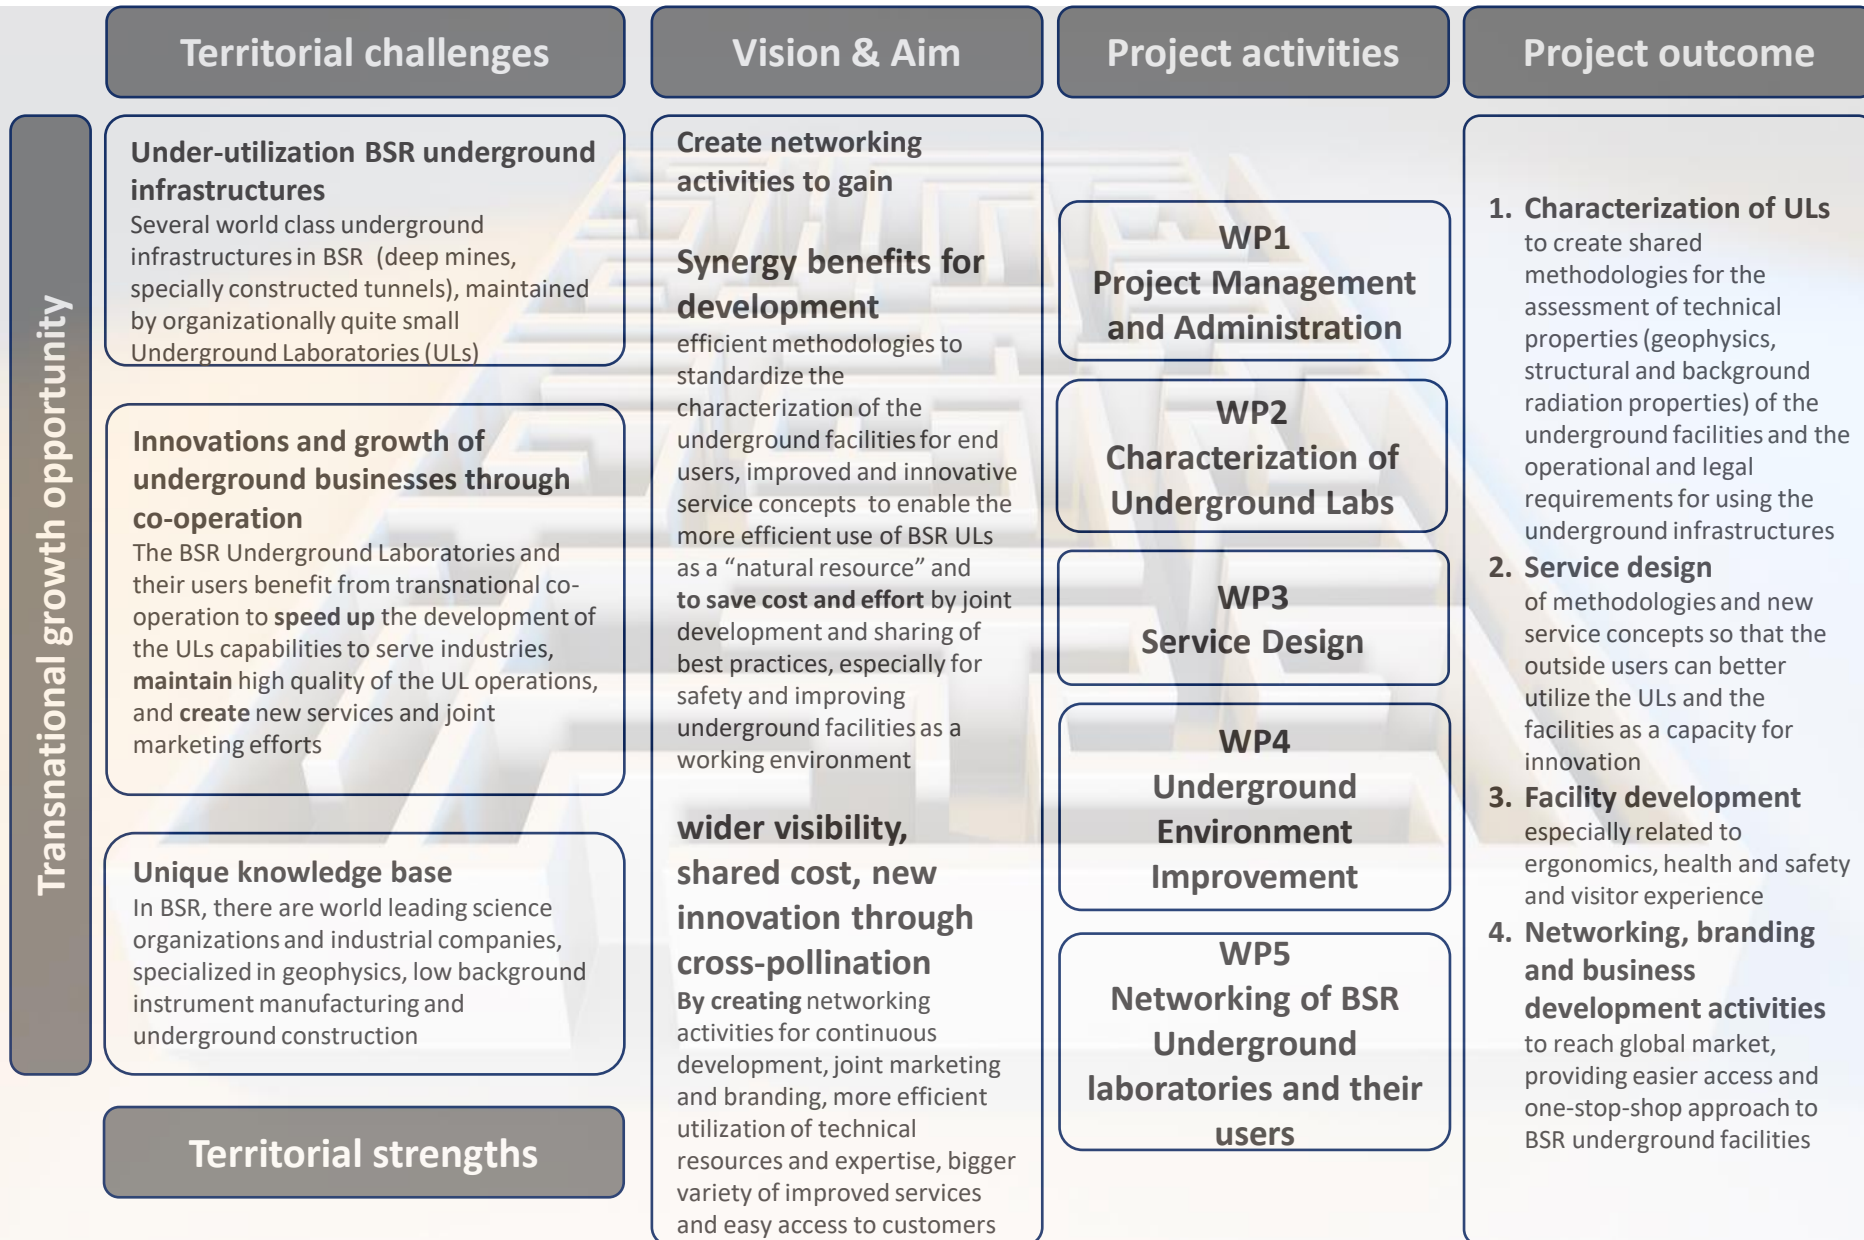 Territorial challenges
Vision & Aim
Project activities
Project outcome
Transnational growth opportunity
Under-utilization BSR underground
infrastructures
Several world class underground
infrastructures in BSR (deep mines,
specially constructed tunnels), maintained
by organizationally quite small
Underground Laboratories (ULs)
Innovations and growth of
underground businesses through
co-operation
The BSR Underground Laboratories and
their users benefit from transnational co-
operation to speed up the development of
the ULs capabilities to serve industries,
maintain high quality of the UL operations,
and create new services and joint
marketing efforts
Unique knowledge base
In BSR, there are world leading science
organizations and industrial companies,
specialized in geophysics, low background
instrument manufacturing and
underground construction
Territorial strengths
Create networking
activities to gain
Synergy benefits for
development
efficient methodologies to
standardize the
characterization of the
underground facilities for end
users, improved and innovative
service concepts to enable the
more efficient use of BSR ULs
as a “natural resource” and
to save cost and effort by joint
development and sharing of
best practices, especially for
safety and improving
underground facilities as a
working environment
wider visibility,
shared cost, new
innovation through
cross-pollination
By creating networking
activities for continuous
development, joint marketing
and branding, more efficient
utilization of technical
resources and expertise, bigger
variety of improved services
and easy access to customers
WP1
Project Management
and Administration
WP2
Characterization of
Underground Labs
WP3
Service Design
WP4
Underground
Environment
Improvement
WP5
Networking of BSR
Underground
laboratories and their
users
1. Characterization of ULs
to create shared
methodologies for the
assessment of technical
properties (geophysics,
structural and background
radiation properties) of the
underground facilities and the
operational and legal
requirements for using the
underground infrastructures
2. Service design
of methodologies and new
service concepts so that the
outside users can better
utilize the ULs and the
facilities as a capacity for
innovation
3. Facility development
especially related to
ergonomics, health and safety
and visitor experience
4. Networking, branding
and business
development activities
to reach global market,
providing easier access and
one-stop-shop approach to
BSR underground facilities